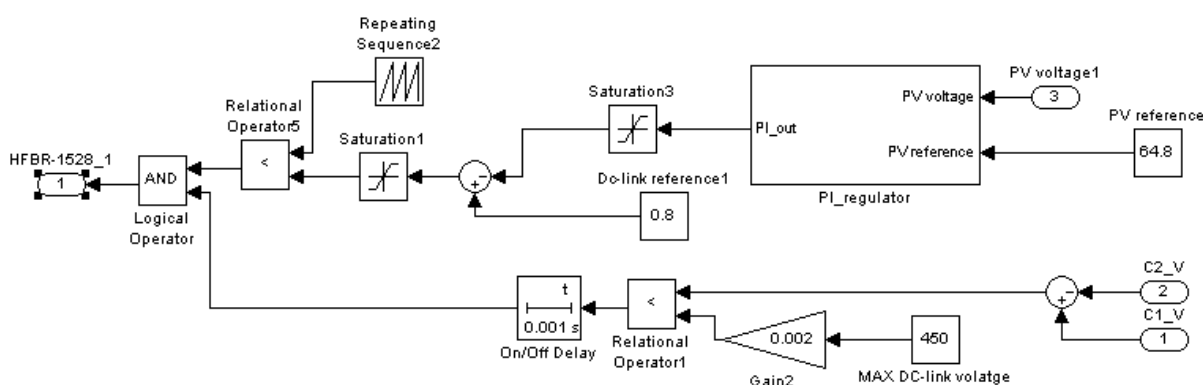 Repeating
Sequence2
Relational
Operator5
<
HFBR-1528_1
1
AND
Logical
Operator
Saturation1
+
-
Saturation3
Dc-link reference1
0.8
PI_out
PV voltage
PV reference
PI_regulator
PV voltage1
3
PV reference
64.8
t
0.001 s
On/Off Delay
<
Relational
Operator1
0.002
Gain2
450
MAX DC-link volatge
+
-
C2_V
2
C1_V
1